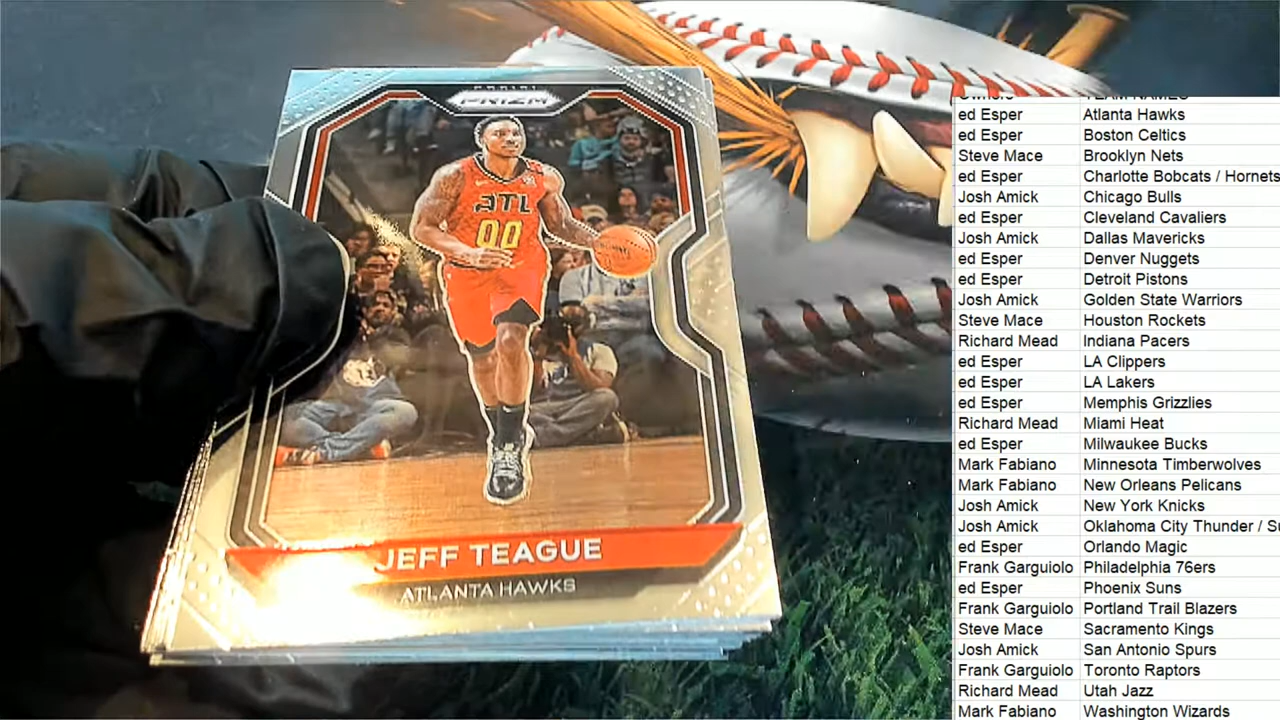 PANINI
PRIZM
ATL
00
JEFF TEAGUE
ATLANTA HAWKS
Owners TEAM NAMES
ed Esper Atlanta Hawks
ed Esper Boston Celtics
Steve Mace Brooklyn Nets
ed Esper Charlotte Bobcats / Hornets
Josh Amick Chicago Bulls
ed Esper Cleveland Cavaliers
Josh Amick Dallas Mavericks
ed Esper Denver Nuggets
ed Esper Detroit Pistons
Josh Amick Golden State Warriors
Steve Mace Houston Rockets
Richard Mead Indiana Pacers
ed Esper LA Clippers
ed Esper LA Lakers
ed Esper Memphis Grizzlies
Richard Mead Miami Heat
ed Esper Milwaukee Bucks
Mark Fabiano Minnesota Timberwolves
Mark Fabiano New Orleans Pelicans
Josh Amick New York Knicks
Josh Amick Oklahoma City Thunder / Su
ed Esper Orlando Magic
Frank Garguiolo Philadelphia 76ers
ed Esper Phoenix Suns
Frank Garguiolo Portland Trail Blazers
Steve Mace Sacramento Kings
Josh Amick San Antonio Spurs
Frank Garguiolo Toronto Raptors
Richard Mead Utah Jazz
Mark Fabiano Washington Wizards